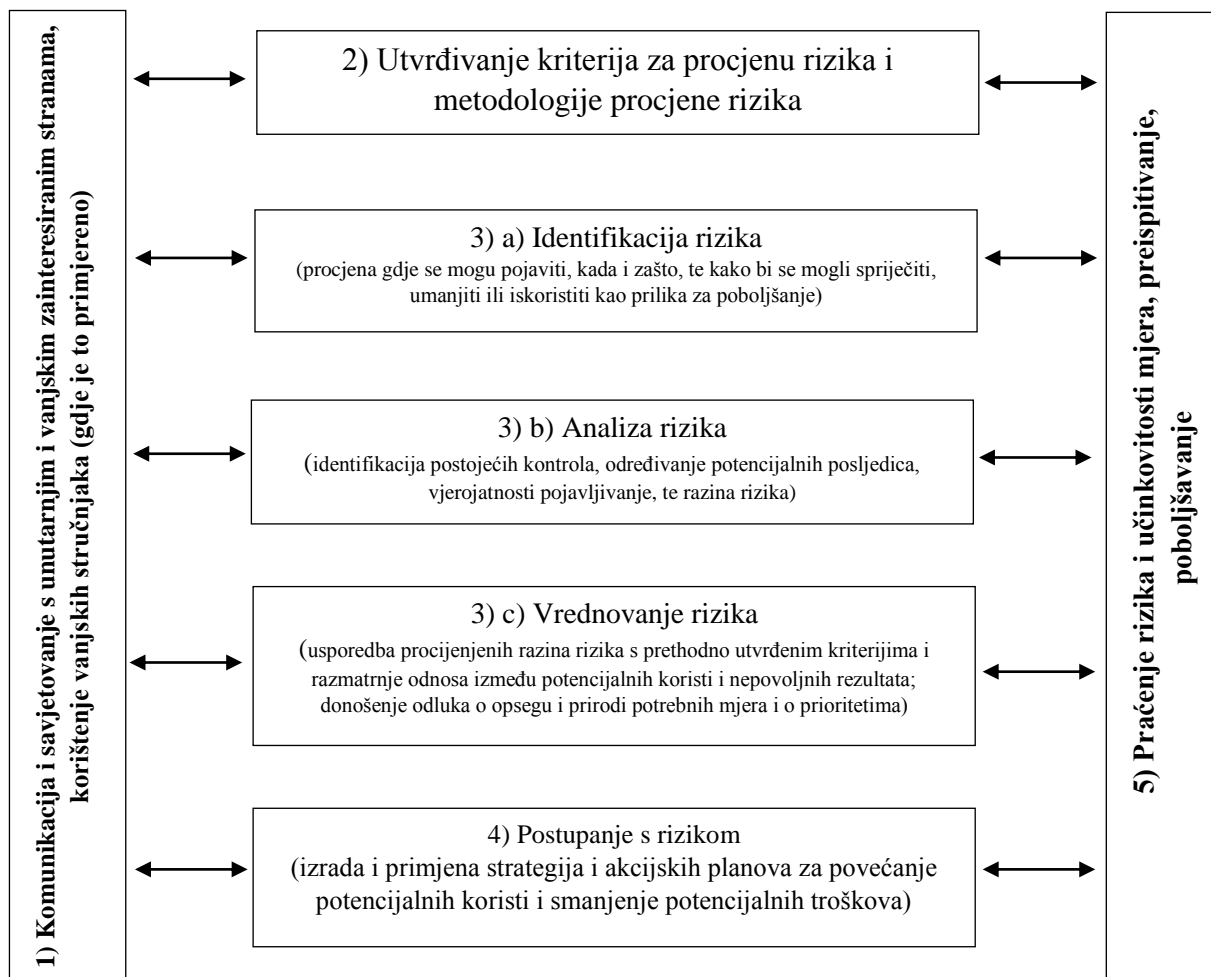 1) Komunikacija i savjetovanje s unutarnjim i vanjskim zainteresiranim stranama,
korištenje vanjskih stručnjaka (gdje je to primjereno)
2) Utvrđivanje kriterija za procjenu rizika i
metodologije procjene rizika
3) a) Identifikacija rizika
(procjena gdje se mogu pojaviti, kada i zašto, te kako bi se mogli spriječiti,
umanjiti ili iskoristiti kao prilika za poboljšanje)
3) b) Analiza rizika
(identifikacija postojećih kontrola, određivanje potencijalnih posljedica,
vjerojatnosti pojavljivanje, te razina rizika)
3) c) Vrednovanje rizika
(usporedba procijenjenih razina rizika s prethodno utvrđenim kriterijima i
razmatrnje odnosa između potencijalnih koristi i nepovoljnih rezultata;
donošenje odluka o opsegu i prirodi potrebnih mjera i o prioritetima)
4) Postupanje s rizikom
(izrada i primjena strategija i akcijskih planova za povećanje
potencijalnih koristi i smanjenje potencijalnih troškova)
5) Praćenje rizika i učinkovitosti mjera, preispitivanje,
poboljšavanje